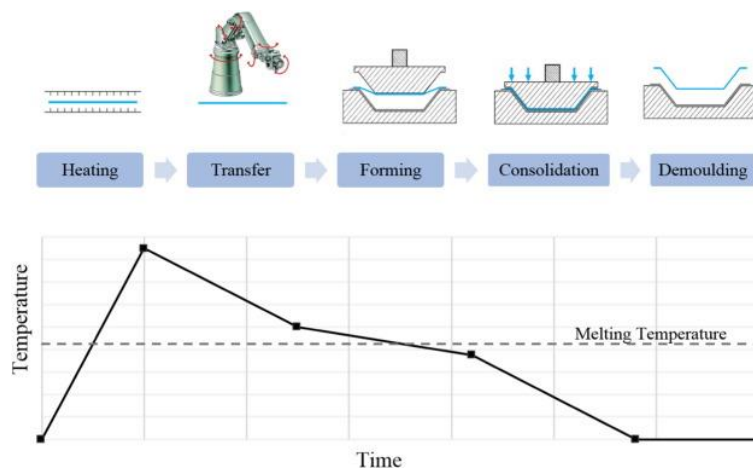 Heating
Transfer
Forming
Consolidation
Demoulding
Temperature
Melting Temperature
Time